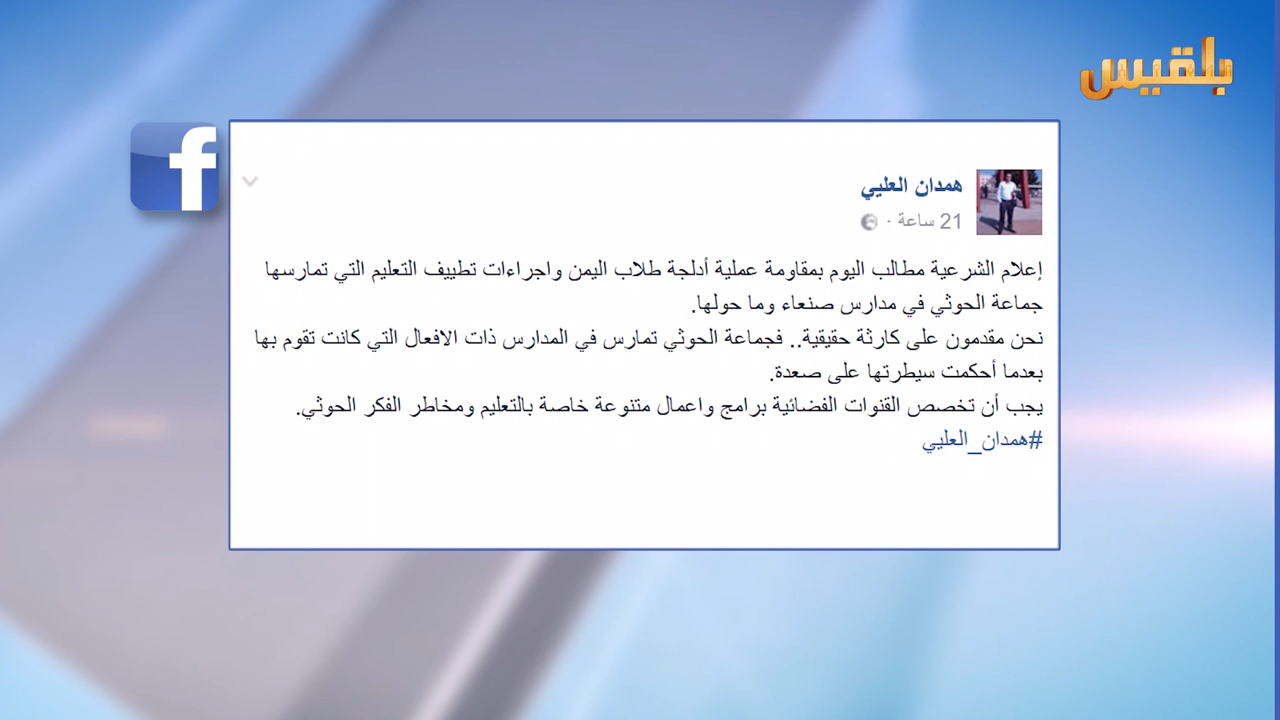 بلقيس
f
همدان العليي
21 ساعة ·
إعلام الشرعية مطالب اليوم بمقاومة عملية أدلجة طلاب اليمن واجراءات تطييف التعليم التي تمارسها
جماعة الحوثي في مدارس صنعاء وما حولها.
نحن مقدمون على كارثة حقيقية.. فجماعة الحوثي تمارس في المدارس ذات الافعال التي كانت تقوم بها
بعدما أحكمت سيطرتها على صعدة.
يجب أن تخصص القنوات الفضائية برامج واعمال متنوعة خاصة بالتعليم ومخاطر الفكر الحوثي.
#همدان_العليي